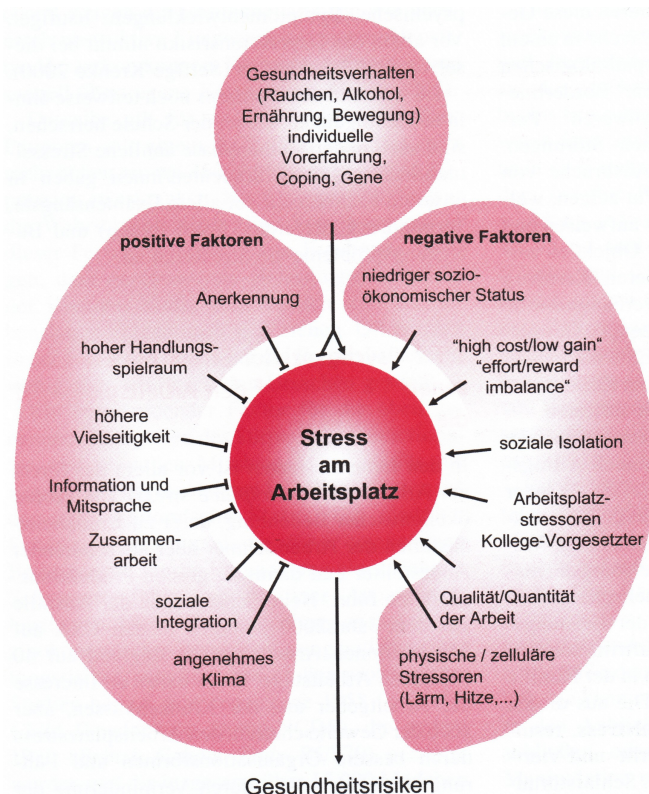 Gesundheitsverhalten
(Rauchen, Alkohol,
Ernährung, Bewegung)
individuelle
Vorerfahrung,
Coping, Gene
positive Faktoren
Anerkennung
hoher Handlungs-
spielraum
höhere
Vielseitigkeit
Information und
Mitsprache
Zusammen-
arbeit
soziale
Integration
angenehmes
Klima
negative Faktoren
niedriger sozio-
ökonomischer Status
“high cost/low gain“
“effort/reward
imbalance“
soziale Isolation
Arbeitsplatz-
stressoren
Kollege-Vorgesetzter
Qualität/Quantität
der Arbeit
physische / zelluläre
Stressoren
(Lärm, Hitze,...)
Stress
am
Arbeitsplatz
Gesundheitsrisiken